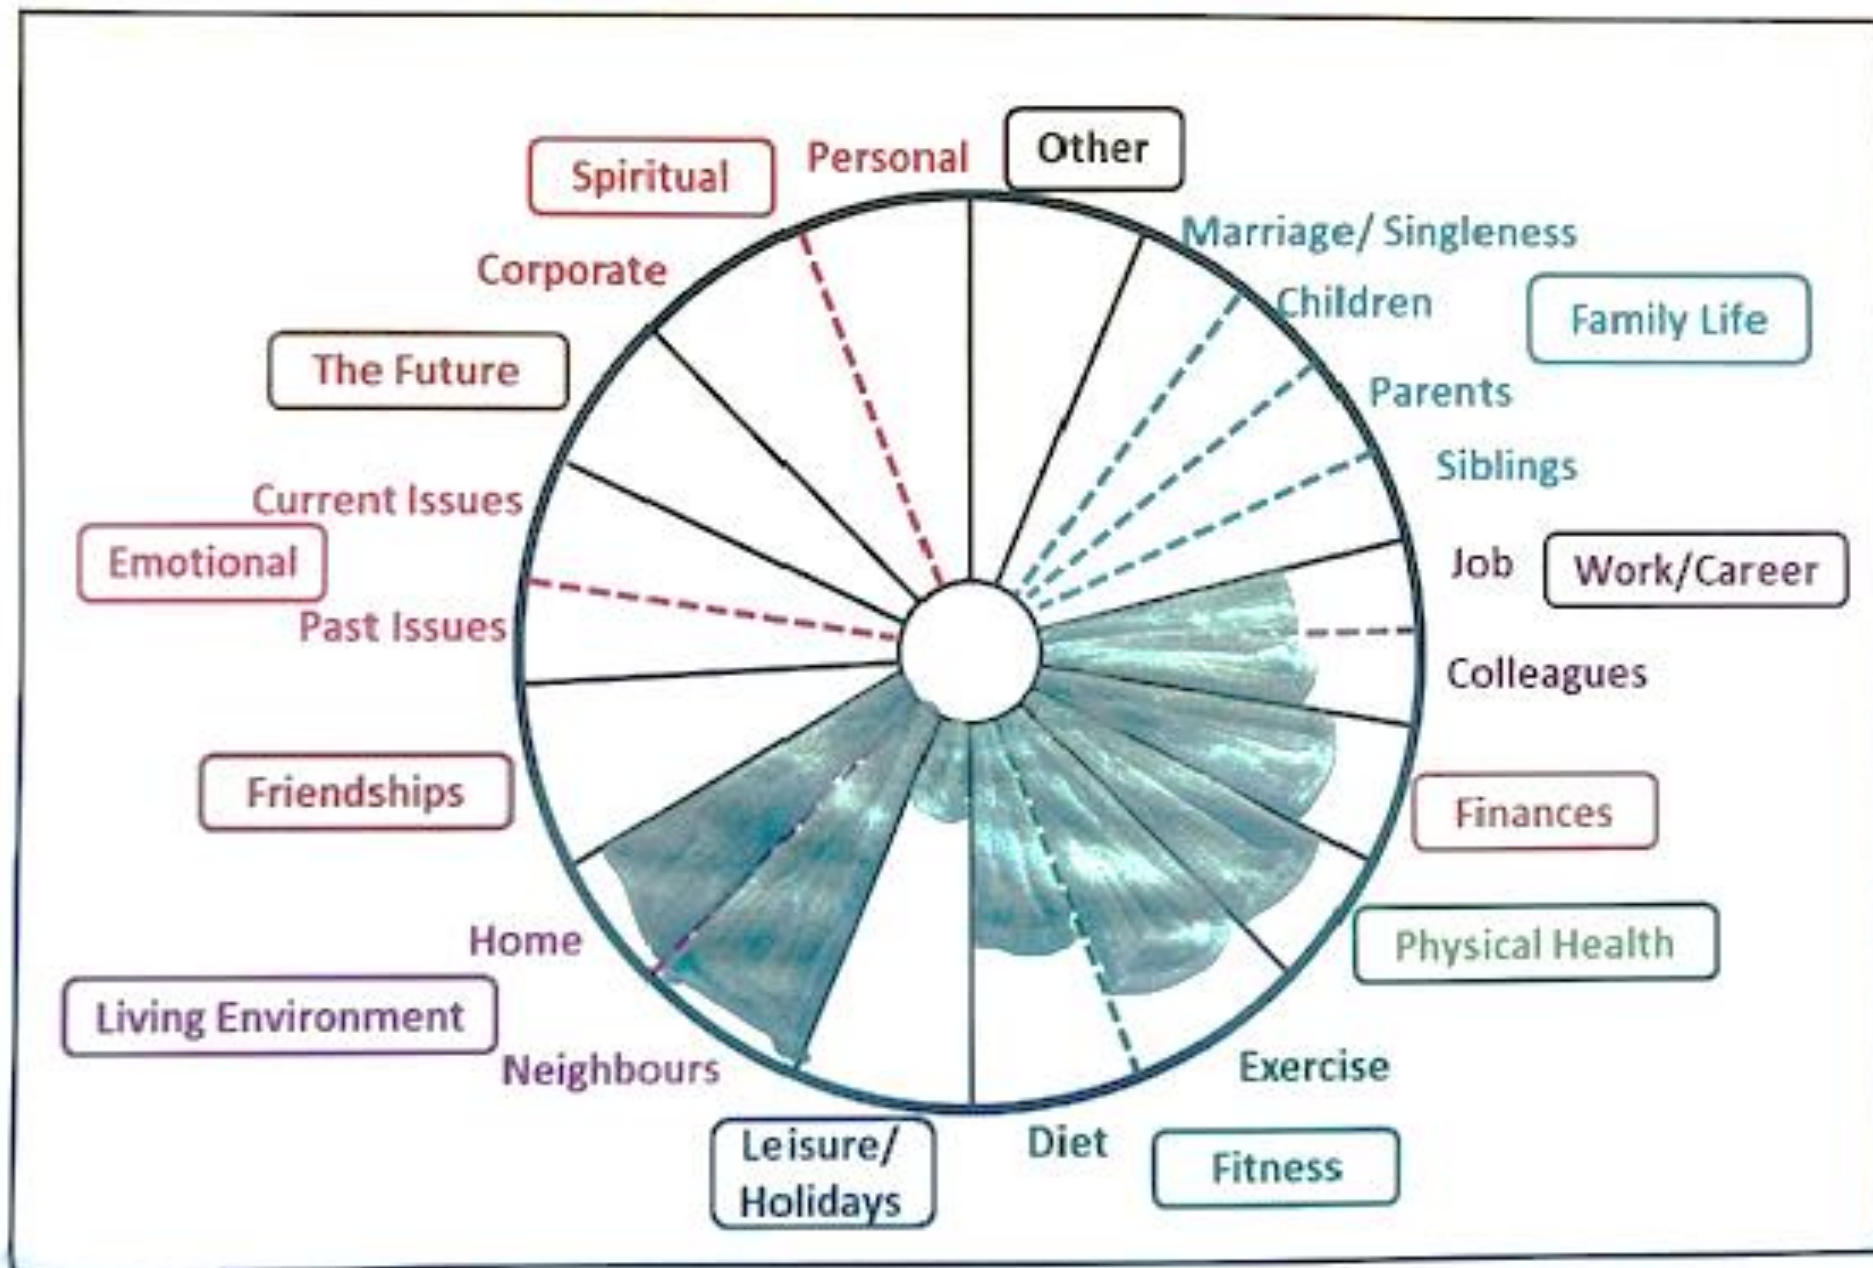 Other
Personal
Spiritual
Marriage/ Singleness
Corporate
Children
Family Life
The Future
Parents
Siblings
Current Issues
Job
Work/Career
Emotional
Past Issues
Colleagues
Friendships
Finances
Home
Physical Health
Living Environment
Neighbours
Exercise
Leisure/
Holidays
Diet
Fitness